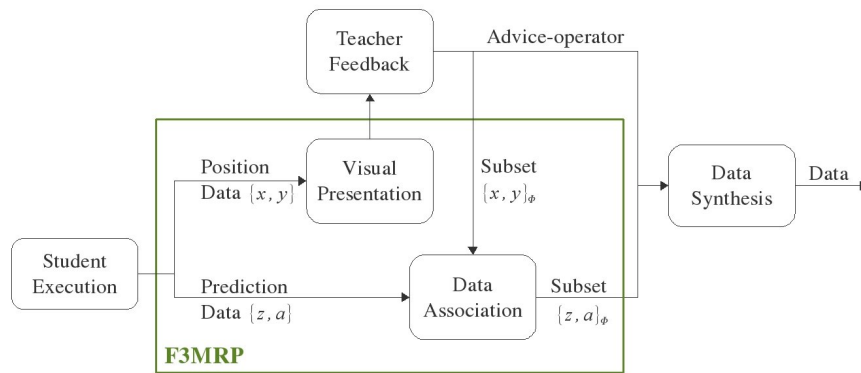 Teacher
Feedback
Advice-operator
Position
Data {x, y}
Visual
Presentation
Subset
{x, y}Φ
Data
Synthesis
Data
Student
Execution
Prediction
Data {z, a}
Data
Association
Subset
{z, a}Φ
F3MRP